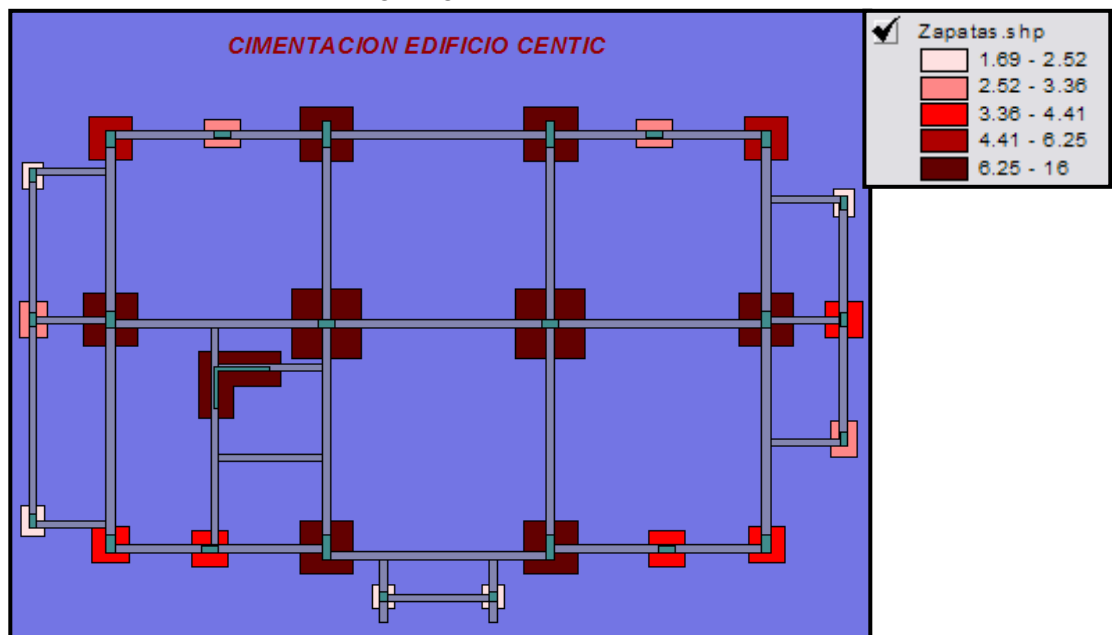 CIMENTACION EDIFICIO CENTIC
Zapatas.shp
1.69 - 2.52
2.52 - 3.36
3.36 - 4.41
4.41 - 6.25
6.25 - 16